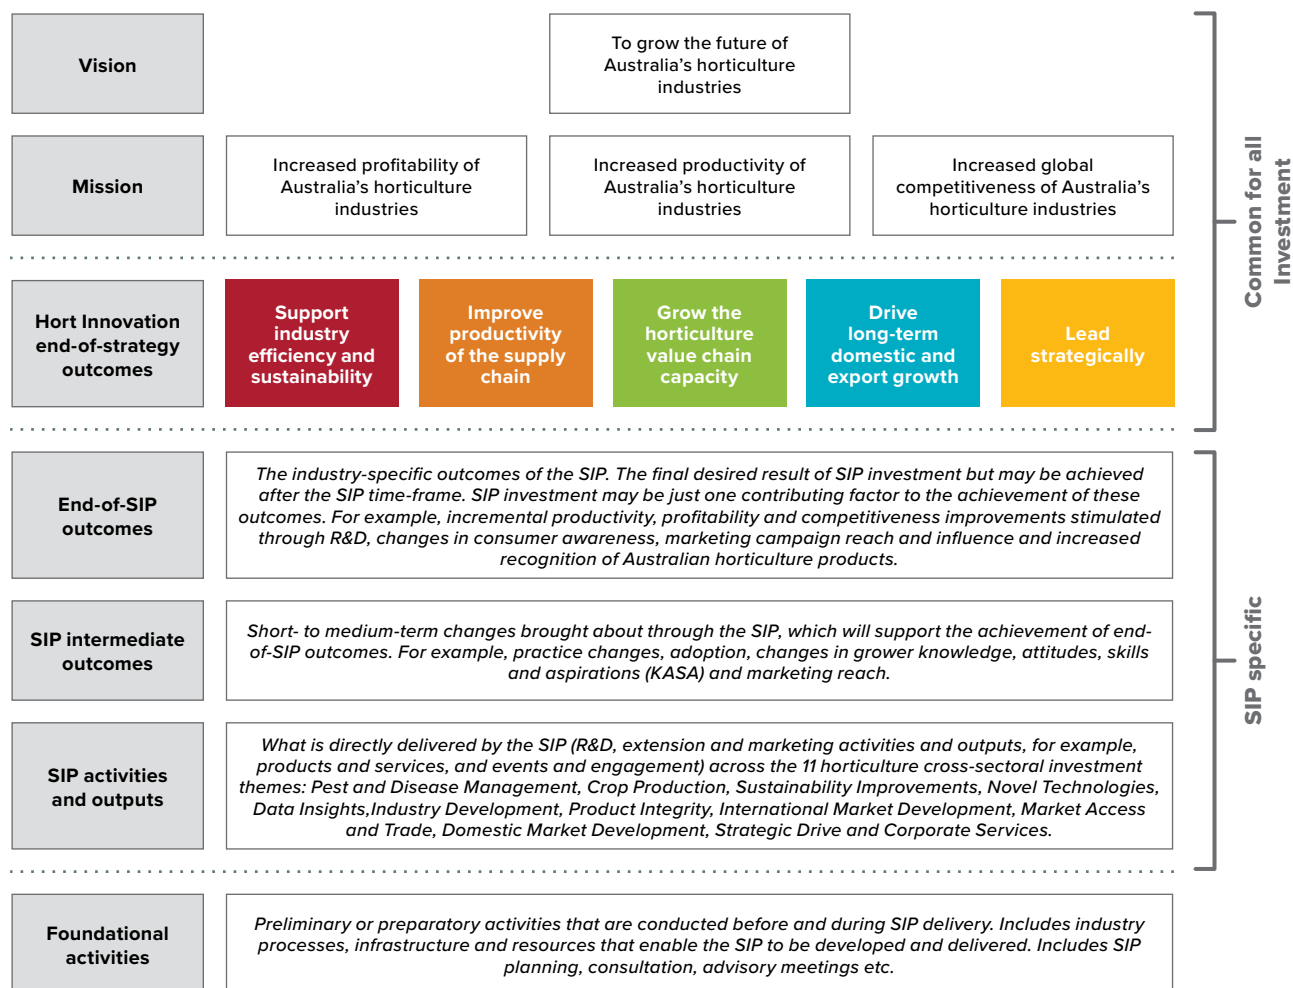 Vision
To grow the future of
Australia's horticulture
industries
Mission
Increased profitability of
Australia's horticulture
industries
Increased productivity of
Australia's horticulture
industries
Increased global
competitiveness of Australia's
horticulture industries
Common for all
Investment
Hort Innovation
end-of-strategy
outcomes
Support
industry
efficiency and
sustainability
Improve
productivity
of the supply
chain
Grow the
horticulture
value chain
capacity
Drive
long-term
domestic and
export growth
Lead
strategically
End-of-SIP
outcomes
The industry-specific outcomes of the SIP. The final desired result of SIP investment but may be achieved
after the SIP time-frame. SIP investment may be just one contributing factor to the achievement of these
outcomes. For example, incremental productivity, profitability and competitiveness improvements stimulated
through R&D, changes in consumer awareness, marketing campaign reach and influence and increased
recognition of Australian horticulture products.
SIP intermediate
outcomes
Short- to medium-term changes brought about through the SIP, which will support the achievement of end-
of-SIP outcomes. For example, practice changes, adoption, changes in grower knowledge, attitudes, skills
and aspirations (KASA) and marketing reach.
SIP specific
SIP activities
and outputs
What is directly delivered by the SIP (R&D, extension and marketing activities and outputs, for example,
products and services, and events and engagement) across the 11 horticulture cross-sectoral investment
themes: Pest and Disease Management, Crop Production, Sustainability Improvements, Novel Technologies,
Data Insights,Industry Development, Product Integrity, International Market Development, Market Access
and Trade, Domestic Market Development, Strategic Drive and Corporate Services.
Foundational
activities
Preliminary or preparatory activities that are conducted before and during SIP delivery. Includes industry
processes, infrastructure and resources that enable the SIP to be developed and delivered. Includes SIP
planning, consultation, advisory meetings etc.